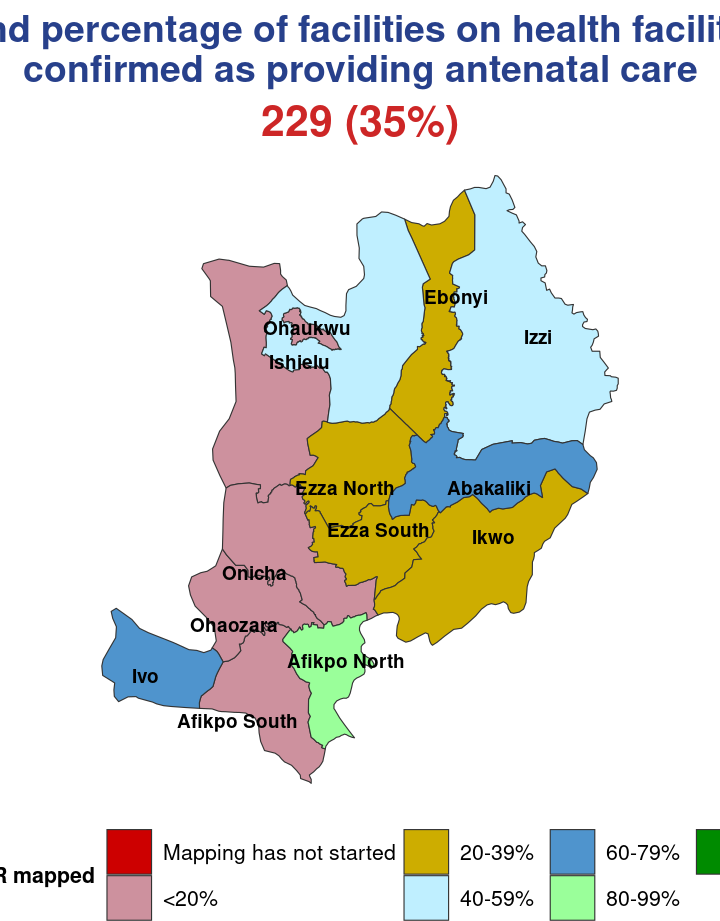 nd percentage of facilities on health facilit
confirmed as providing antenatal care
229 (35%)
Ebonyi
Ohaukwu
Izzi
Ishielu
Ezza North
Abakaliki
Ezza South
Ikwo
Onicha
Ohaozara
Afikpo North
Ivo
Afikpo South
Mapping has not started
20-39%
60-79%
R mapped
<20%
40-59%
80-99%